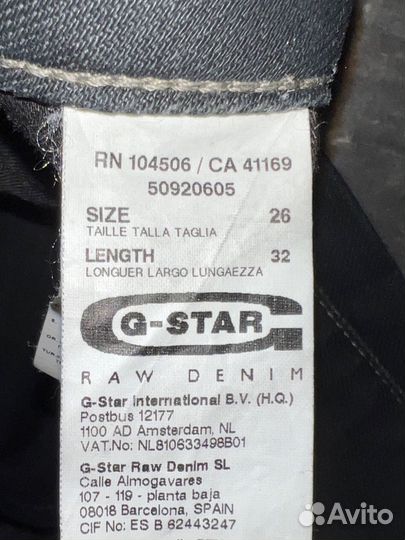 RN 104506 / CA 41169
50920605
SIZE 26
TAILLE TALLA TAGLIA
LENGTH 32
LONGUER LARGO LUNGAEZZA
G-STAR
RAW DENIM
G-Star International B.V. (H.Q.)
Postbus 12177
1100 AD Amsterdam, NL
VAT.No: NL810633498B01
G-Star Raw Denim SL
Calle Almogavares
107 - 119 - planta baja
08018 Barcelona, SPAIN
CIF No: ES B 62443247
Avito